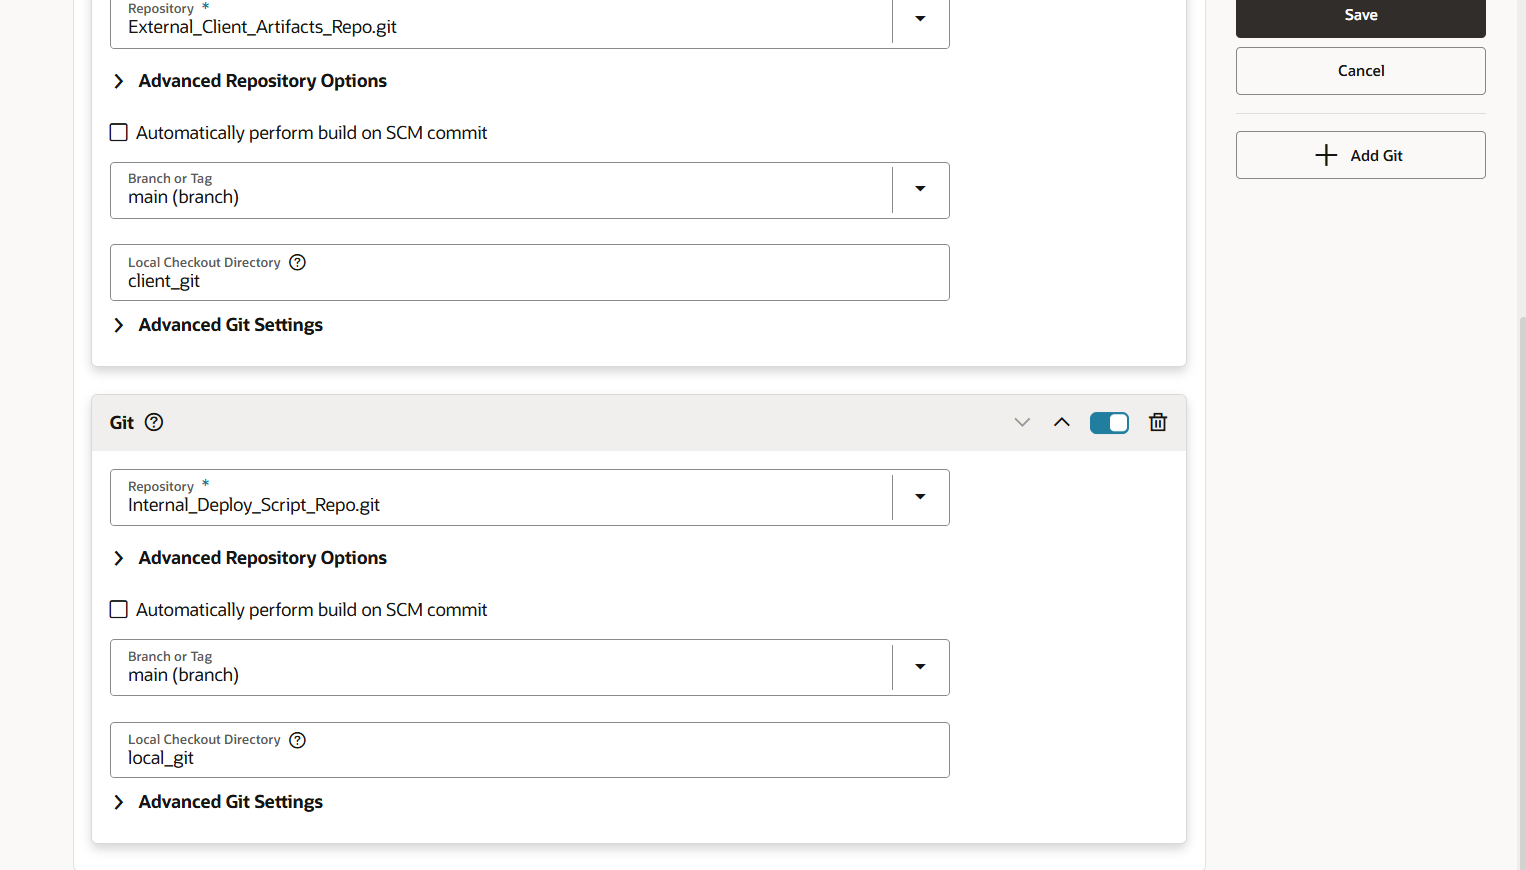 Repository *
External_Client_Artifacts_Repo.git
Advanced Repository Options
Automatically perform build on SCM commit
Branch or Tag
main (branch)
Local Checkout Directory ?
client_git
Advanced Git Settings
Git ?
Repository *
Internal_Deploy_Script_Repo.git
Advanced Repository Options
Automatically perform build on SCM commit
Branch or Tag
main (branch)
Local Checkout Directory ?
local_git
Advanced Git Settings
Save
Cancel
Add Git